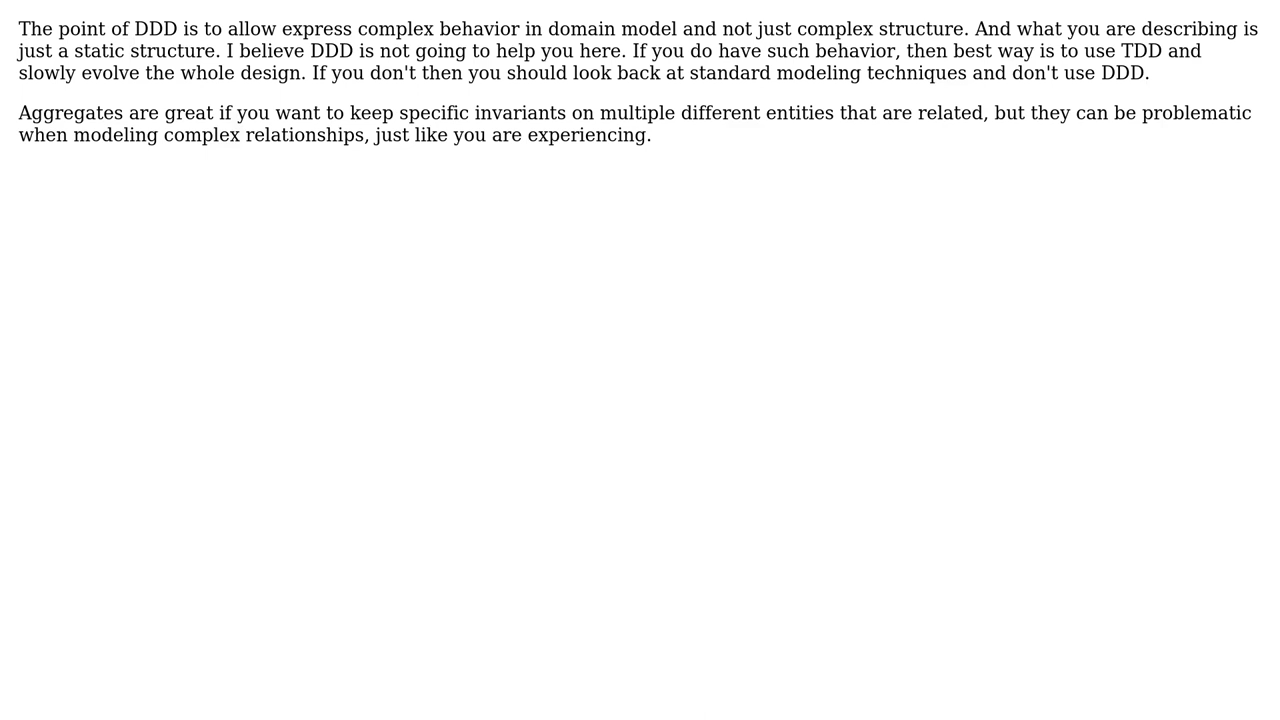 The point of DDD is to allow express complex behavior in domain model and not just complex structure. And what you are describing is
just a static structure. I believe DDD is not going to help you here. If you do have such behavior, then best way is to use TDD and
slowly evolve the whole design. If you don't then you should look back at standard modeling techniques and don't use DDD.
Aggregates are great if you want to keep specific invariants on multiple different entities that are related, but they can be problematic
when modeling complex relationships, just like you are experiencing.